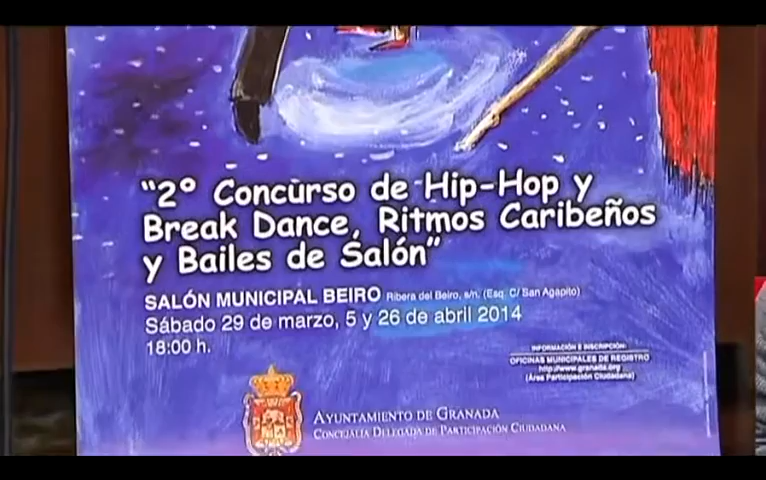 “2º Concurso de Hip-Hop y
Break Dance, Ritmos Caribeños
y Bailes de Salón”
SALÓN MUNICIPAL BEIRO Ribera del Beiro, s/n. (Esq. C/ San Agapito)
Sábado 29 de marzo, 5 y 26 de abril 2014
18:00 h.
INFORMACIÓN E INSCRIPCIÓN:
OFICINAS MUNICIPALES DE REGISTRO
http://www.granada.org
(Área Participación Ciudadana)
AYUNTAMIENTO DE GRANADA
CONCEJALÍA DELEGADA DE PARTICIPACIÓN CIUDADANA